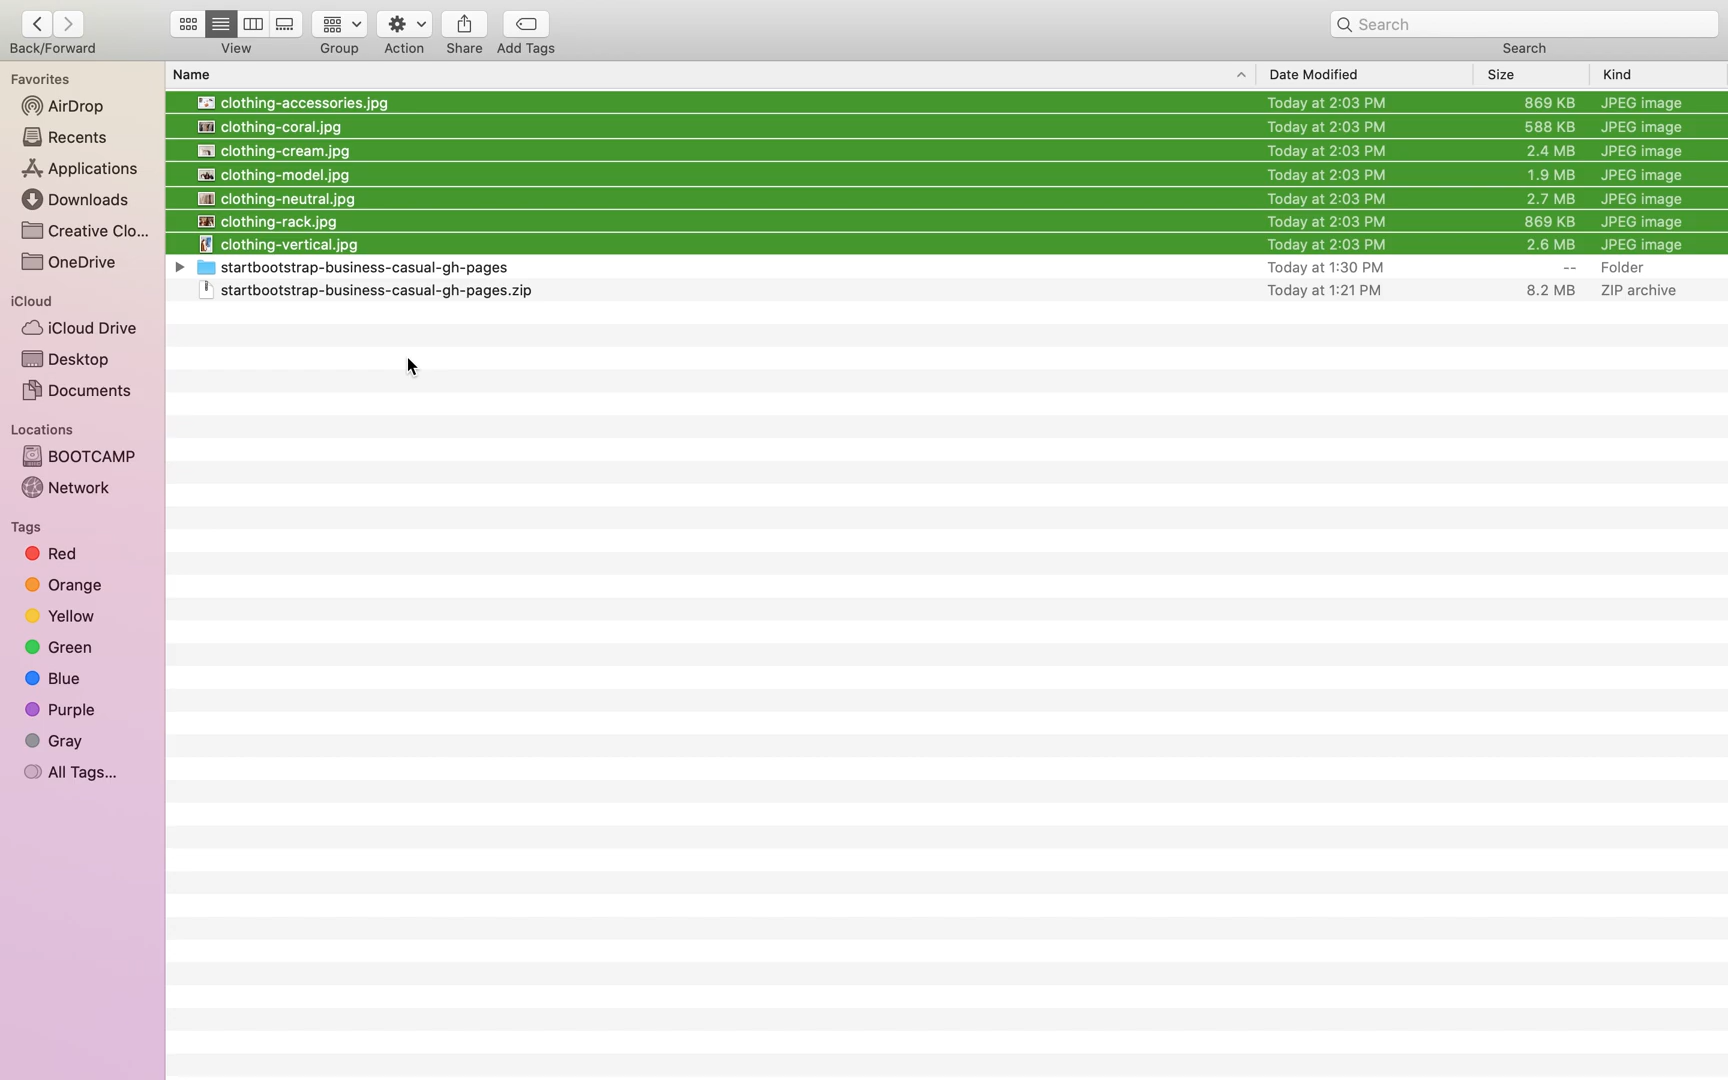 Back/Forward
View
Group
Action
Share
Add Tags
Search
Search
Favorites
AirDrop
Recents
Applications
Downloads
Creative Clo...
OneDrive
iCloud
iCloud Drive
Desktop
Documents
Locations
BOOTCAMP
Network
Tags
Red
Orange
Yellow
Green
Blue
Purple
Gray
All Tags...
Name Date Modified Size Kind
clothing-accessories.jpg Today at 2:03 PM 869 KB JPEG image
clothing-coral.jpg Today at 2:03 PM 588 KB JPEG image
clothing-cream.jpg Today at 2:03 PM 2.4 MB JPEG image
clothing-model.jpg Today at 2:03 PM 1.9 MB JPEG image
clothing-neutral.jpg Today at 2:03 PM 2.7 MB JPEG image
clothing-rack.jpg Today at 2:03 PM 869 KB JPEG image
clothing-vertical.jpg Today at 2:03 PM 2.6 MB JPEG image
startbootstrap-business-casual-gh-pages Today at 1:30 PM -- Folder
startbootstrap-business-casual-gh-pages.zip Today at 1:21 PM 8.2 MB ZIP archive